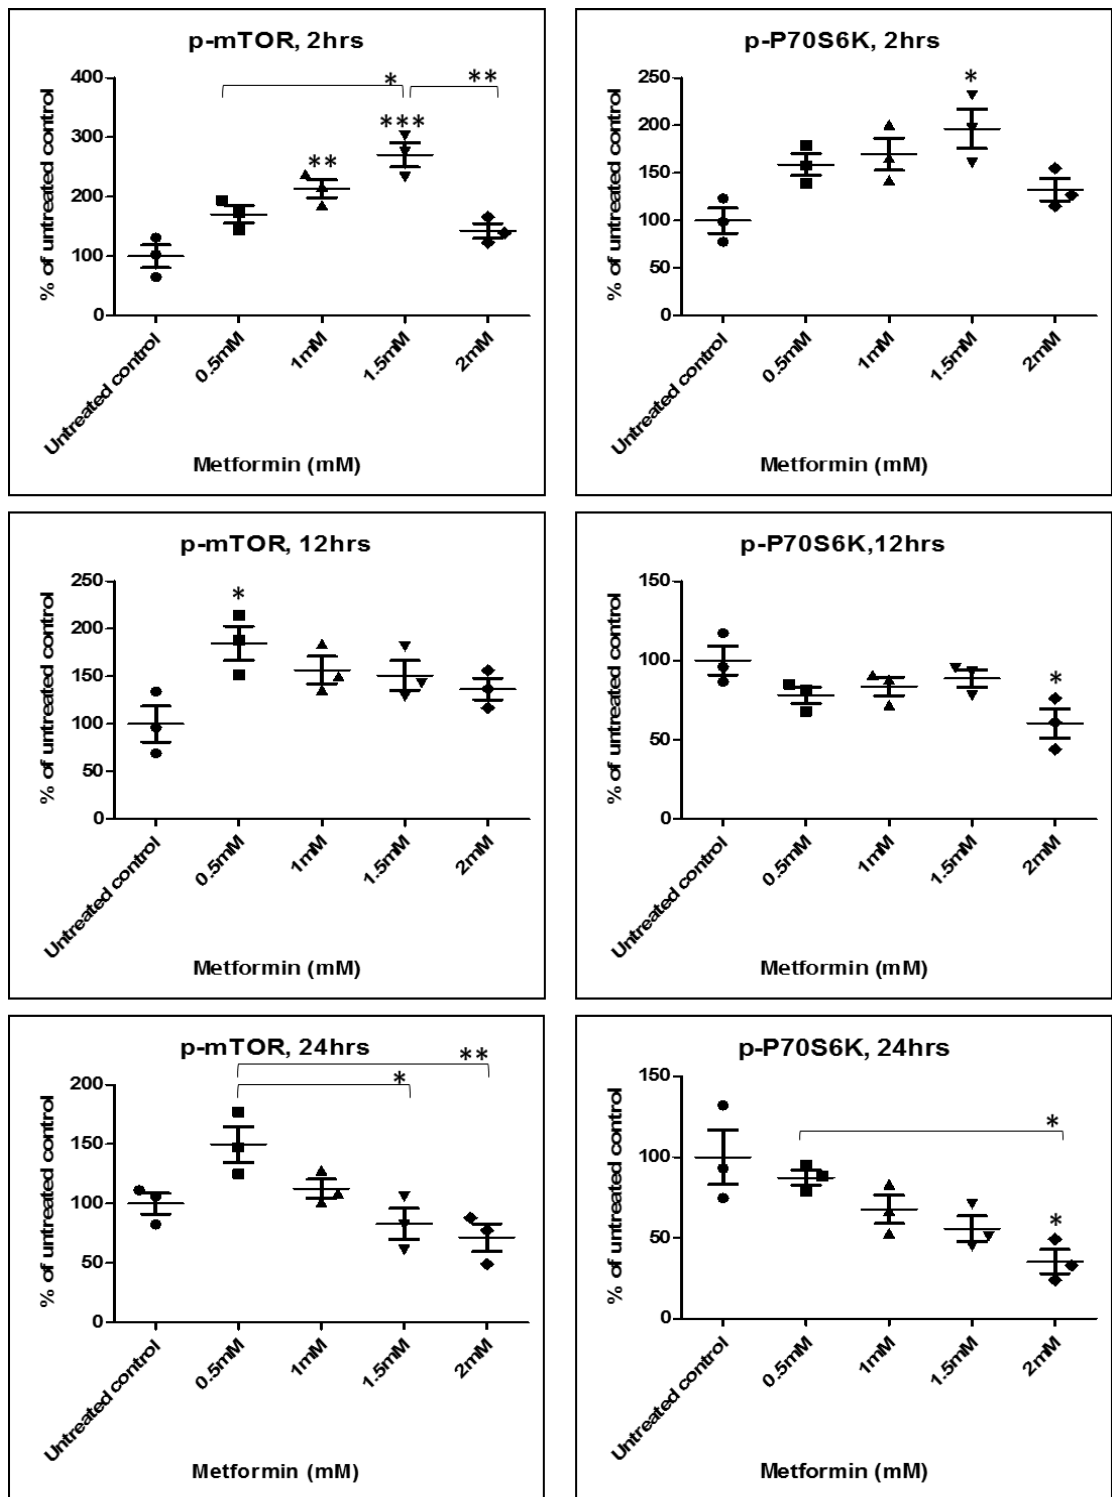 p-mTOR, 2hrs
% of untreated control
400
300
200
100
0
*
**
**
***
Untreated control
0.5mM
1mM
1.5mM
2mM
Metformin (mM)
p-P70S6K, 2hrs
% of untreated control
250
200
150
100
50
0
*
Untreated control
0.5mM
1mM
1.5mM
2mM
Metformin (mM)
p-mTOR, 12hrs
% of untreated control
250
200
150
100
50
0
*
Untreated control
0.5mM
1mM
1.5mM
2mM
Metformin (mM)
p-P70S6K,12hrs
% of untreated control
150
100
50
0
*
Untreated control
0.5mM
1mM
1.5mM
2mM
Metformin (mM)
p-mTOR, 24hrs
% of untreated control
200
150
100
50
0
**
*
Untreated control
0.5mM
1mM
1.5mM
2mM
Metformin (mM)
p-P70S6K, 24hrs
% of untreated control
150
100
50
0
*
*
Untreated control
0.5mM
1mM
1.5mM
2mM
Metformin (mM)